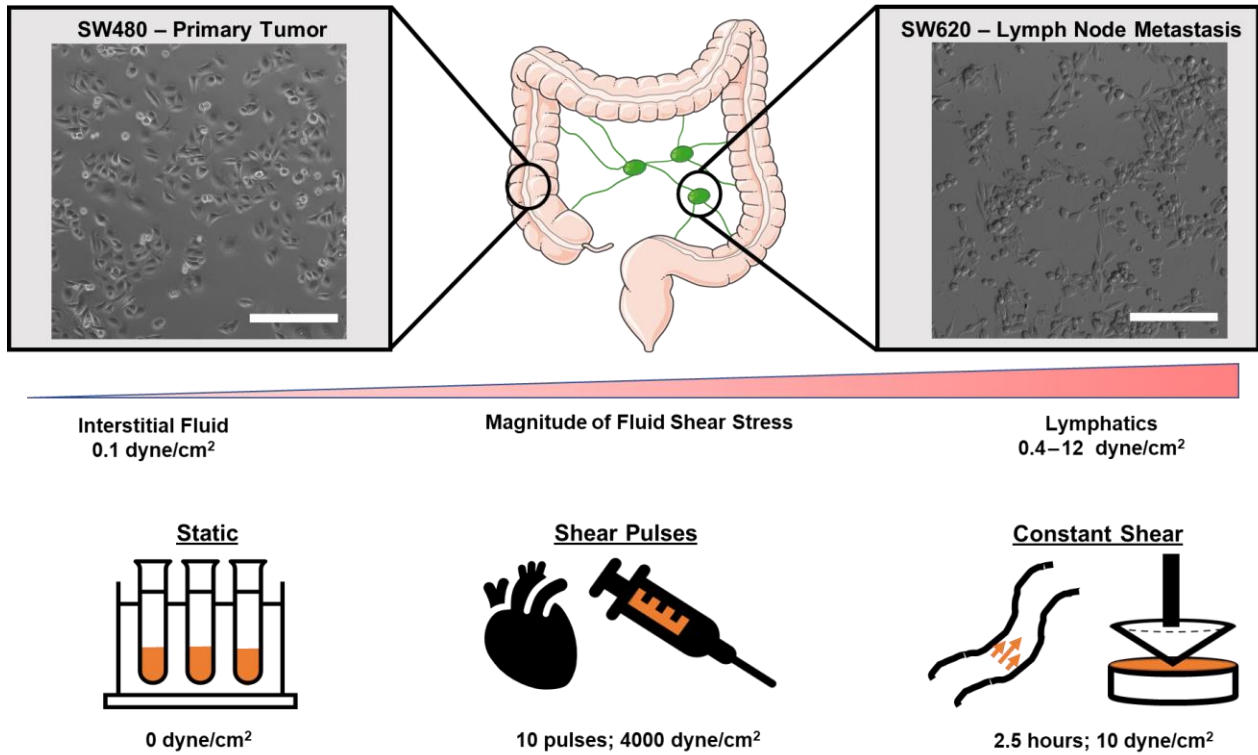 SW480 – Primary Tumor
SW620 – Lymph Node Metastasis
Interstitial Fluid
0.1 dyne/cm²
Magnitude of Fluid Shear Stress
Lymphatics
0.4–12 dyne/cm²
Static
0 dyne/cm²
Shear Pulses
10 pulses; 4000 dyne/cm²
Constant Shear
2.5 hours; 10 dyne/cm²